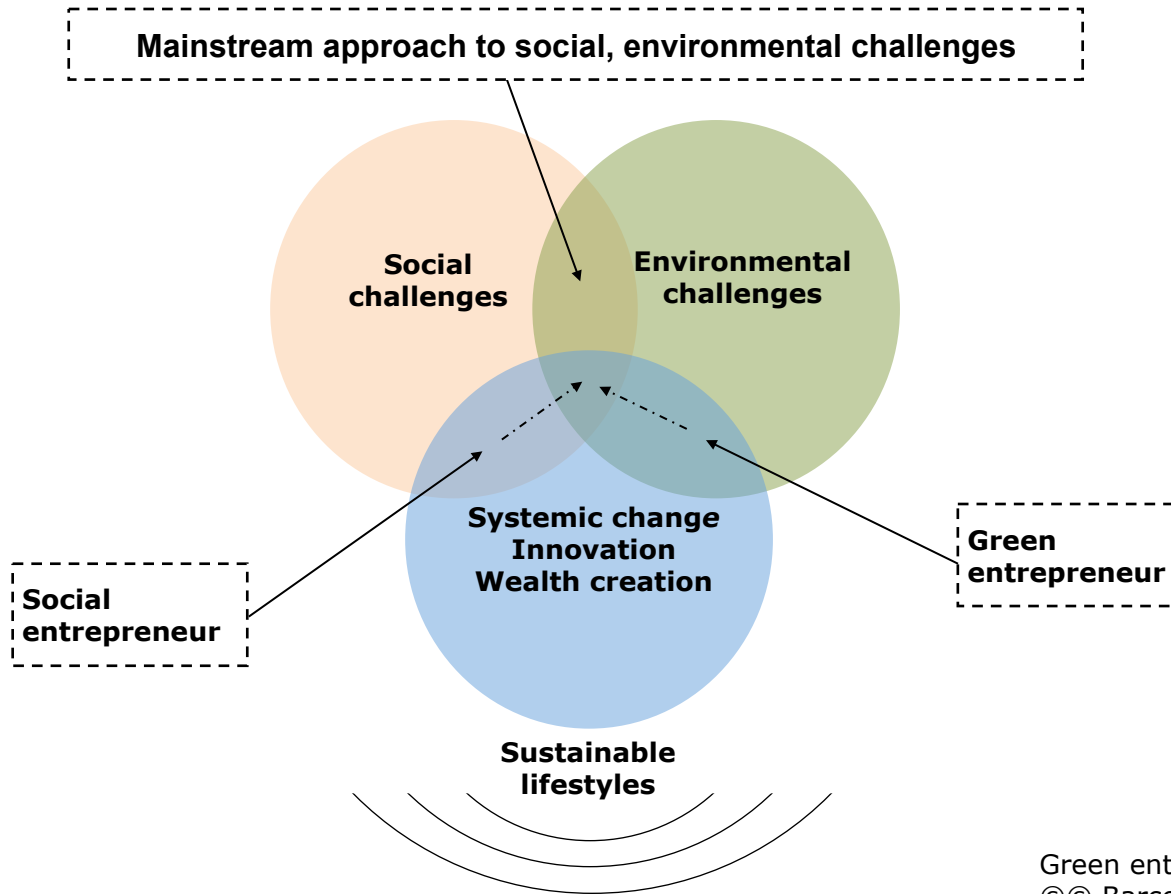 Mainstream approach to social, environmental challenges
Social
challenges
Environmental
challenges
Systemic change
Innovation
Wealth creation
Social
entrepreneur
Green
entrepreneur
Sustainable
lifestyles
Green